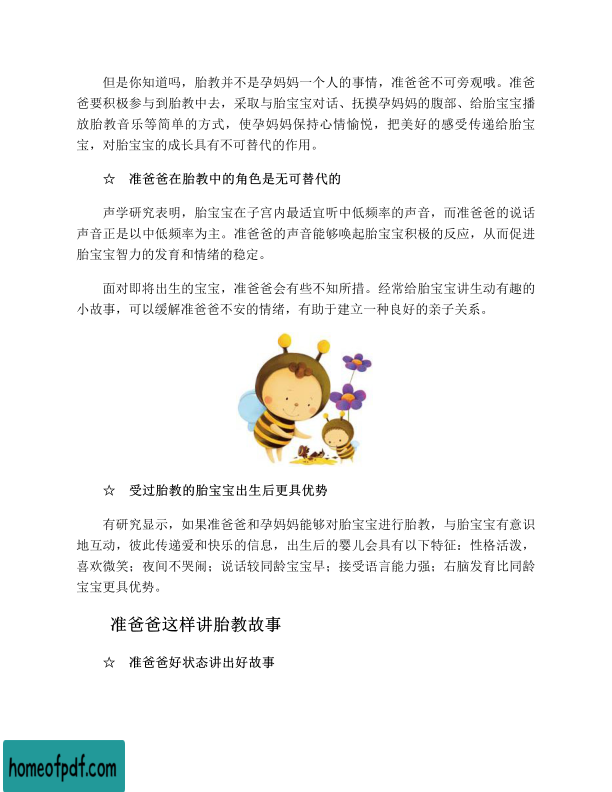 但是你知道吗，胎教并不是孕妈妈一个人的事情，准爸爸不可旁观哦。准爸
爸要积极参与到胎教中去，采取与胎宝宝对话、抚摸孕妈妈的腹部、给胎宝宝播
放胎教音乐等简单的方式，使孕妈妈保持心情愉悦，把美好的感受传递给胎宝
宝，对胎宝宝的成长具有不可替代的作用。
☆ 准爸爸在胎教中的角色是无可替代的
声学研究表明，胎宝宝在子宫内最适宜听中低频率的声音，而准爸爸的说话
声音正是以中低频率为主。准爸爸的声音能够唤起胎宝宝积极的反应，从而促进
胎宝宝智力的发育和情绪的稳定。
面对即将出生的宝宝，准爸爸会有些不知所措。经常给胎宝宝讲生动有趣的
小故事，可以缓解准爸爸不安的情绪，有助于建立一种良好的亲子关系。
☆ 受过胎教的胎宝宝出生后更具优势
有研究显示，如果准爸爸和孕妈妈能够对胎宝宝进行胎教，与胎宝宝有意识
地互动，彼此传递爱和快乐的信息，出生后的婴儿会具有以下特征：性格活泼，
喜欢微笑；夜间不哭闹；说话较同龄宝宝早；接受语言能力强；右脑发育比同龄
宝宝更具优势。
准爸爸这样讲胎教故事
☆ 准爸爸好状态讲出好故事
homeofpdf.com